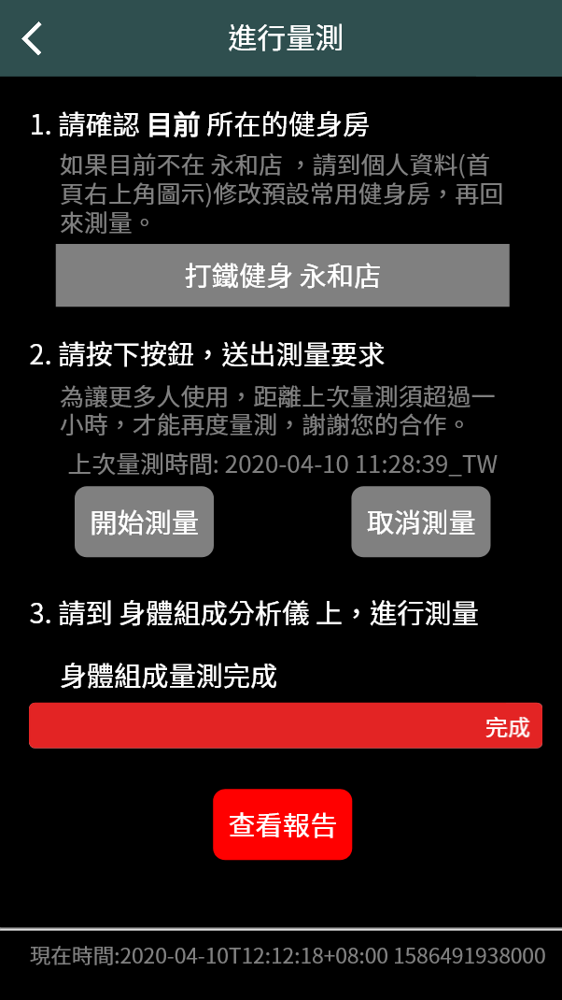 進行量測
1. 請確認 目前 所在的健身房
如果目前不在 永和店 ，請到個人資料(首
頁右上角圖示)修改預設常用健身房，再回
來測量。
打鐵健身 永和店
2. 請按下按鈕，送出測量要求
為讓更多人使用，距離上次量測須超過一
小時，才能再度量測，謝謝您的合作。
上次量測時間: 2020-04-10 11:28:39_TW
開始測量 取消測量
3. 請到 身體組成分析儀 上，進行測量
身體組成量測完成
完成
查看報告
現在時間:2020-04-10T12:12:18+08:00 1586491938000